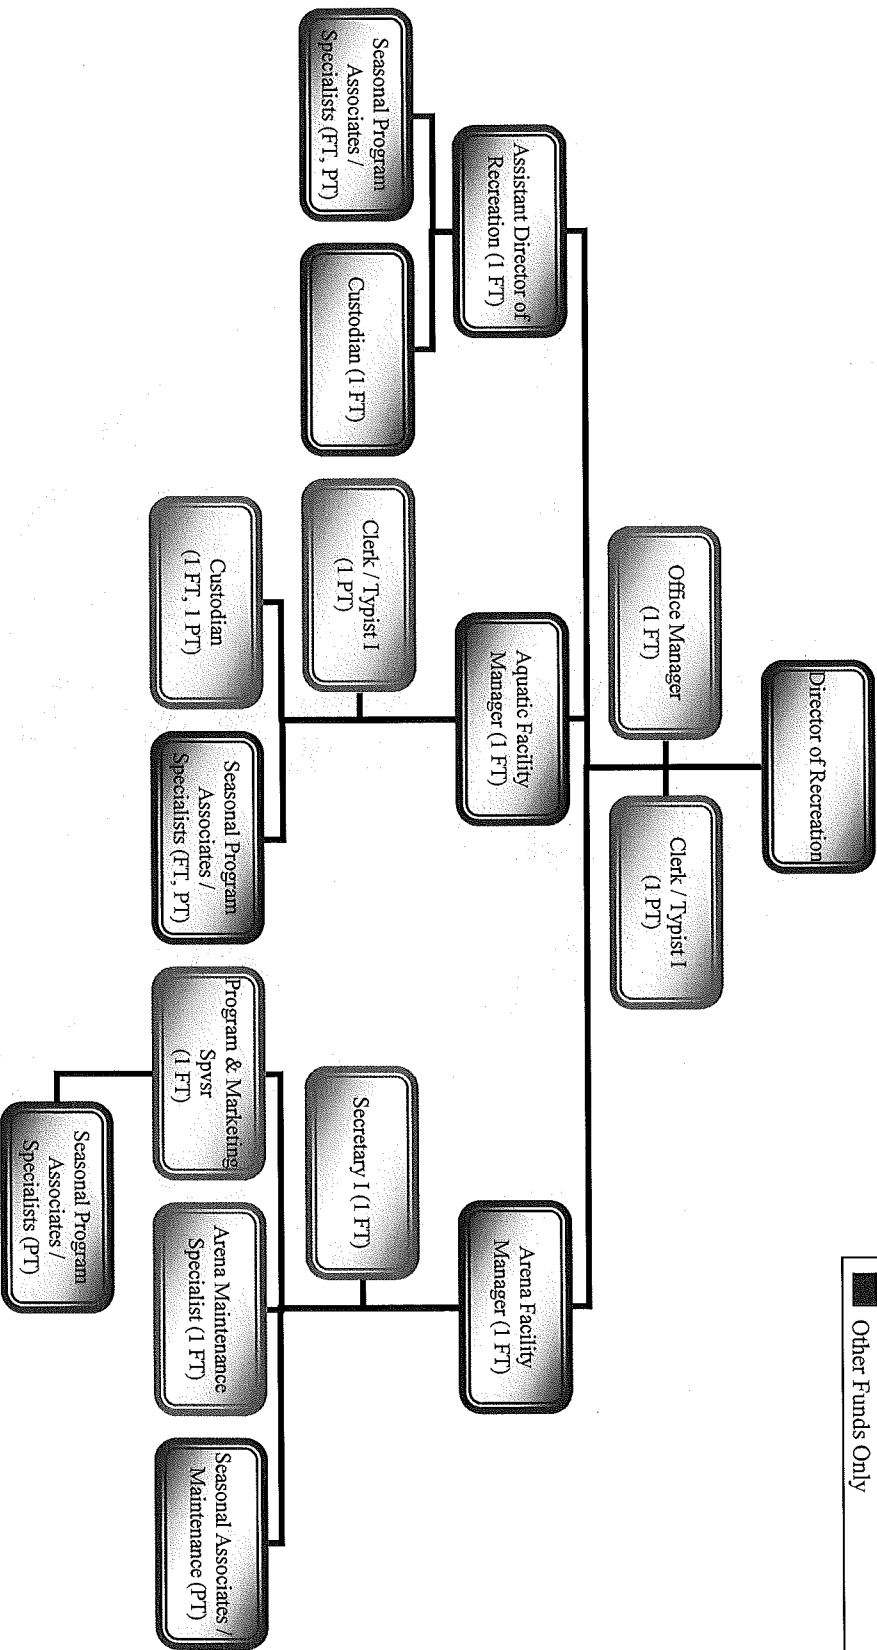 Other Funds Only
Director of Recreation
Office Manager
(1 FT)
Clerk / Typist I
(1 PT)
Assistant Director of
Recreation (1 FT)
Aquatic Facility
Manager (1 FT)
Arena Facility
Manager (1 FT)
Seasonal Program
Associates /
Specialists (FT, PT)
Custodian (1 FT)
Clerk / Typist I
(1 PT)
Secretary I (1 FT)
Custodian
(1 FT, 1 PT)
Seasonal Program
Associates /
Specialists (FT, PT)
Program & Marketing
Spvsr
(1 FT)
Arena Maintenance
Specialist (1 FT)
Seasonal Associates /
Maintenance (PT)
Seasonal Program
Associates /
Specialists (PT)